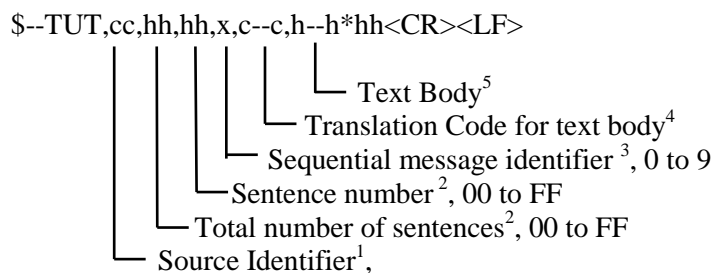 $--TUT,cc,hh,hh,x,c--c,h--h*hh<CR><LF>
Text Body5
Translation Code for text body4
Sequential message identifier 3, 0 to 9
Sentence number 2, 00 to FF
Total number of sentences2, 00 to FF
Source Identifier1,